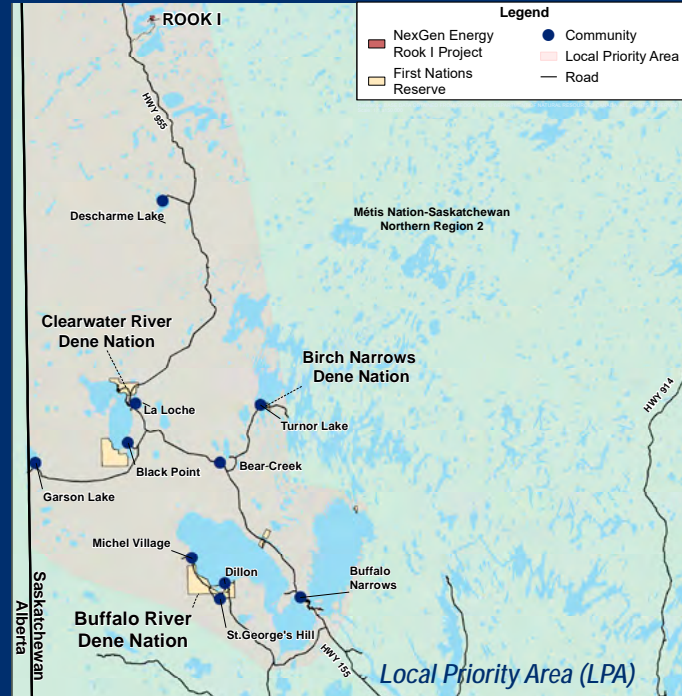 ROOK I
Legend
NexGen Energy
Rook I Project
First Nations
Reserve
Community
Local Priority Area
Road
HWY 955
Descharme Lake
Métis Nation-Saskatchewan
Northern Region 2
Clearwater River
Dene Nation
Birch Narrows
Dene Nation
HWY 914
La Loche
Turnor Lake
Black Point
Bear-Creek
Garson Lake
Michel Village
Dillon
Buffalo
Narrows
Saskatchewan
Alberta
Buffalo River
Dene Nation
St.George's Hill
HWY 155
Local Priority Area (LPA)